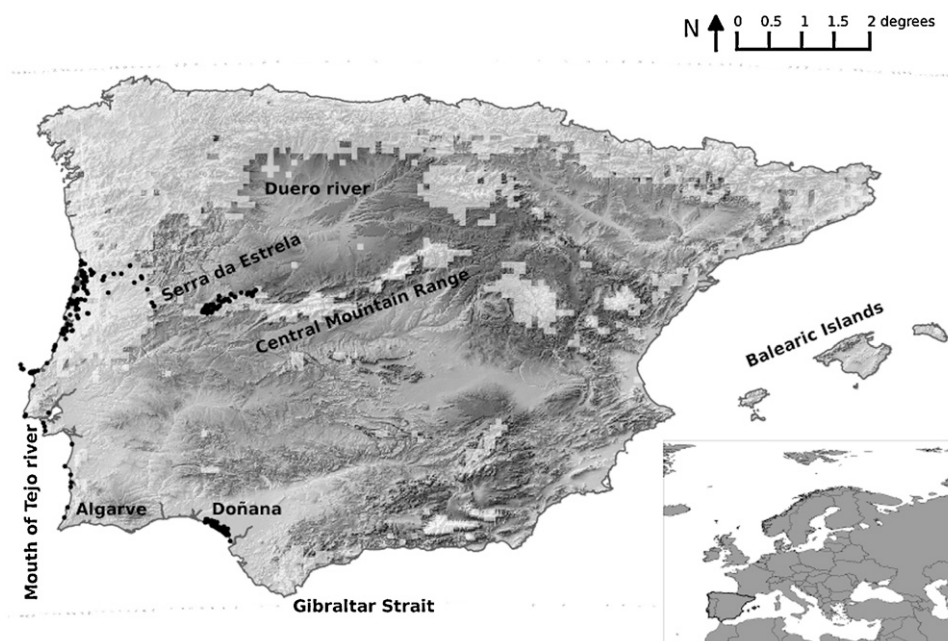 N
0 0.5 1 1.5 2 degrees
Duero river
Serra da Estrela
Central Mountain Range
Balearic Islands
Mouth of Tejo river
Algarve
Doñana
Gibraltar Strait